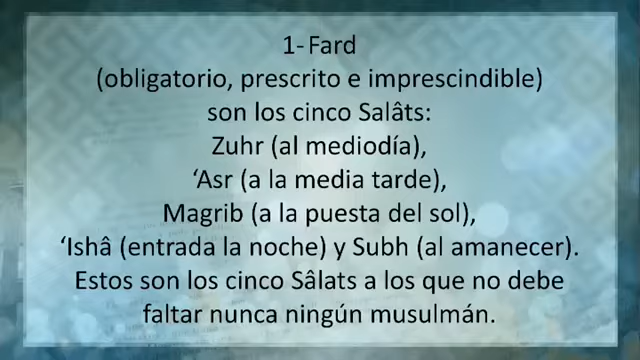 1- Fard
(obligatorio, prescrito e imprescindible)
son los cinco Salâts:
Zuhr (al mediodía),
‘Asr (a la media tarde),
Magrib (a la puesta del sol),
‘Ishâ (entrada la noche) y Subh (al amanecer).
Estos son los cinco Sâlats a los que no debe
faltar nunca ningún musulmán.